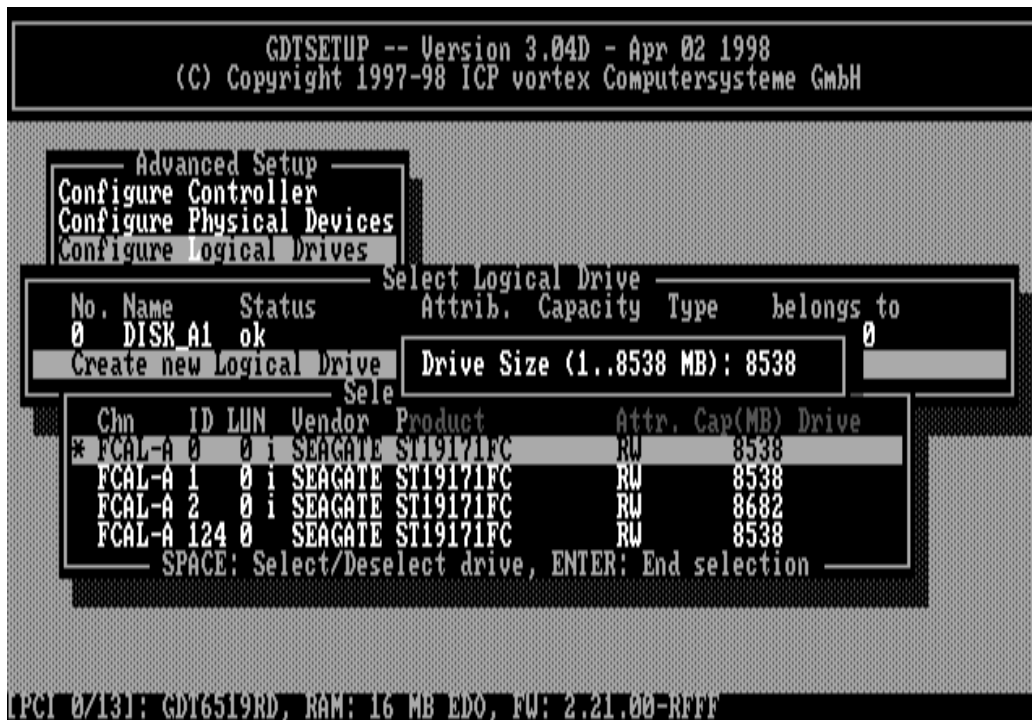 GDTSETUP -- Version 3.04D - Apr 02 1998
(C) Copyright 1997-98 ICP vortex Computersysteme GmbH
Advanced Setup
Configure Controller
Configure Physical Devices
Configure Logical Drives
Select Logical Drive
No. Name Status Attrib. Capacity Type belongs to
0 DISK_A1 ok 0
Create new Logical Drive
Drive Size (1..8538 MB): 8538
Sele
Chn ID LUN Vendor Product Attr. Cap(MB) Drive
* FCAL-A 0 0 i SEAGATE ST19171FC RW 8538
FCAL-A 1 0 i SEAGATE ST19171FC RW 8538
FCAL-A 2 0 i SEAGATE ST19171FC RW 8682
FCAL-A 124 0 SEAGATE ST19171FC RW 8538
SPACE: Select/Deselect drive, ENTER: End selection
[PCI 0/13]: GDT6519RD, RAM: 16 MB EDO, FW: 2.21.00-RFFF